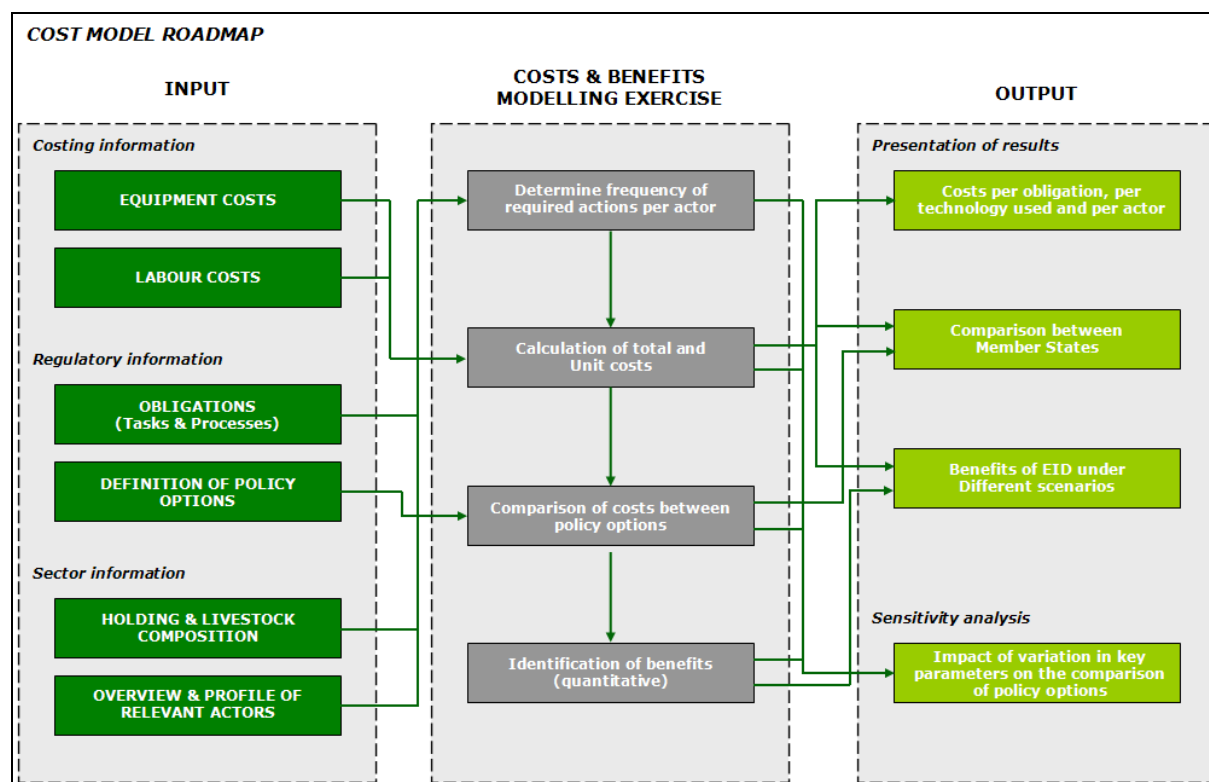 COST MODEL ROADMAP
INPUT
Costing information
EQUIPMENT COSTS
LABOUR COSTS
Regulatory information
OBLIGATIONS
(Tasks & Processes)
DEFINITION OF POLICY
OPTIONS
Sector information
HOLDING & LIVESTOCK
COMPOSITION
OVERVIEW & PROFILE OF
RELEVANT ACTORS
COSTS & BENEFITS
MODELLING EXERCISE
Determine frequency of
required actions per actor
Calculation of total and
Unit costs
Comparison of costs between
policy options
Identification of benefits
(quantitative)
OUTPUT
Presentation of results
Costs per obligation, per
technology used and per actor
Comparison between
Member States
Benefits of EID under
Different scenarios
Sensitivity analysis
Impact of variation in key
parameters on the comparison
of policy options